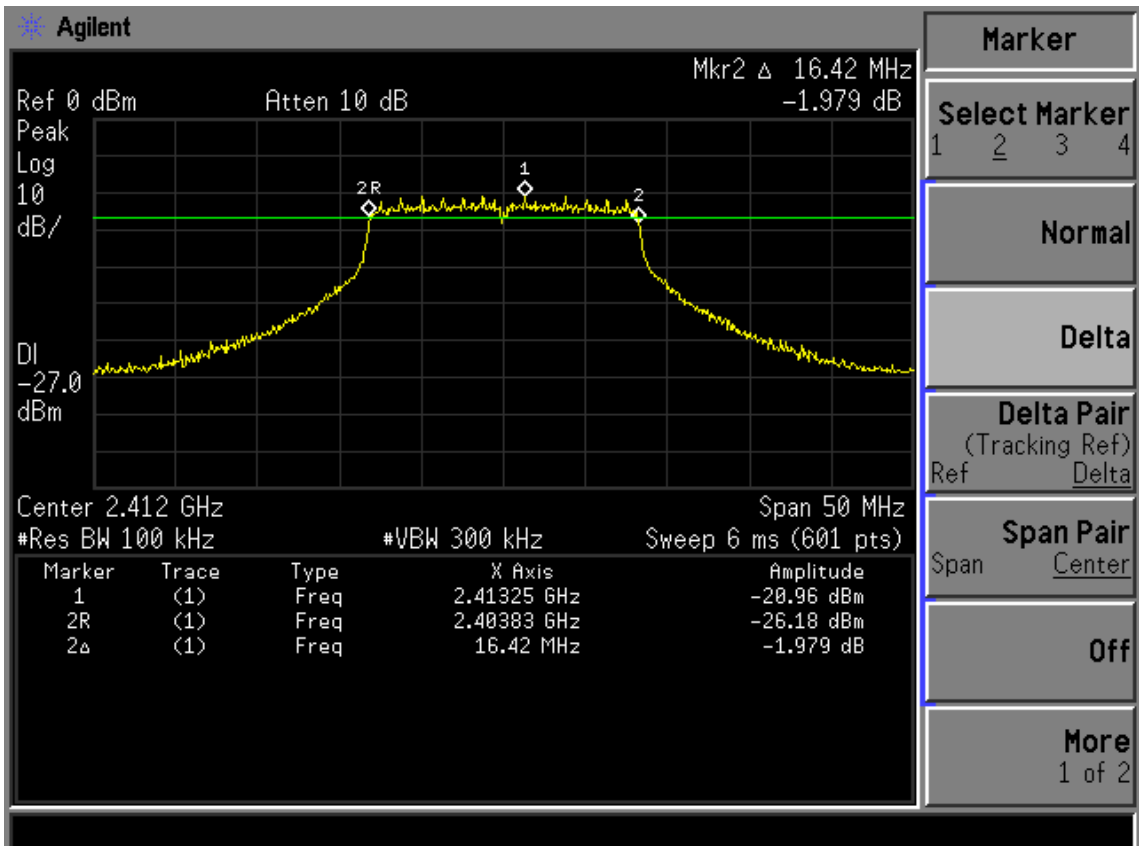 Agilent
Mkr2 Δ 16.42 MHz
Ref 0 dBm Atten 10 dB -1.979 dB
Peak
Log
10
dB/
2R
1
2
DI
-27.0
dBm
Center 2.412 GHz Span 50 MHz
#Res BW 100 kHz #VBW 300 kHz Sweep 6 ms (601 pts)
Marker Trace Type X Axis Amplitude
1 (1) Freq 2.41325 GHz -20.96 dBm
2R (1) Freq 2.40383 GHz -26.18 dBm
2Δ (1) Freq 16.42 MHz -1.979 dB
Marker
Select Marker
1 2 3 4
Normal
Delta
Delta Pair
(Tracking Ref)
Ref Delta
Span Pair
Span Center
Off
More
1 of 2